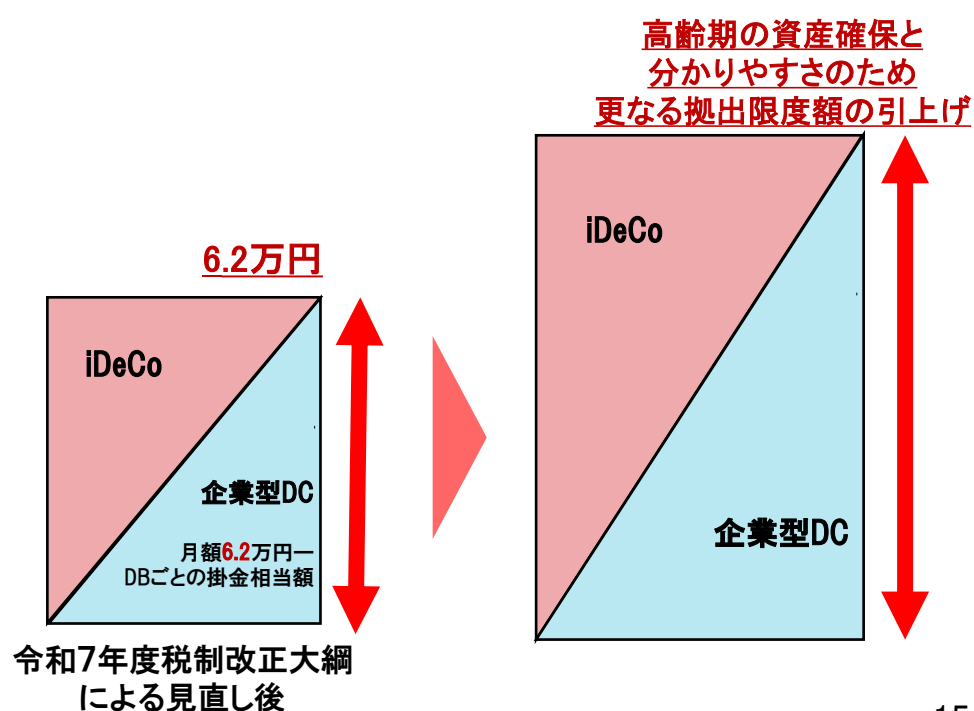 高齢期の資産確保と
分かりやすさのため
更なる拠出限度額の引上げ
6.2万円
iDeCo
企業型DC
月額6.2万円ー
DBごとの掛金相当額
令和7年度税制改正大綱
による見直し後
iDeCo
企業型DC